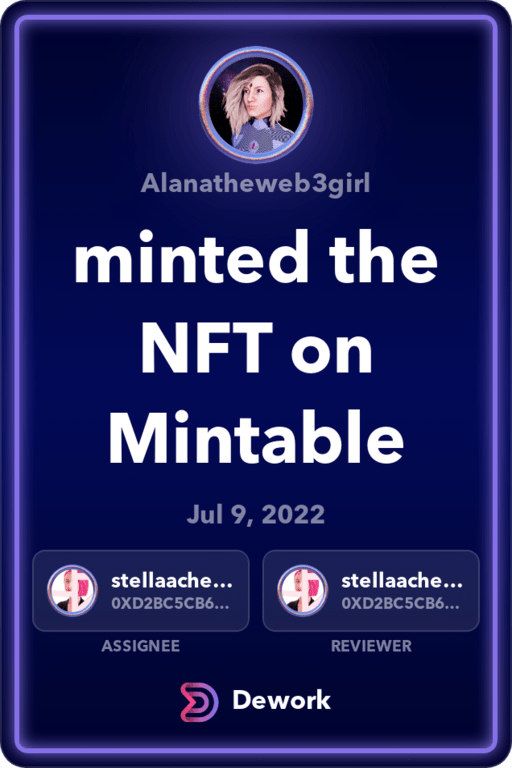 Alanatheweb3girl
minted the
NFT on
Mintable
Jul 9, 2022
stellaache...
0XD2BC5CB6...
ASSIGNEE
stellaache...
0XD2BC5CB6...
REVIEWER
Dework